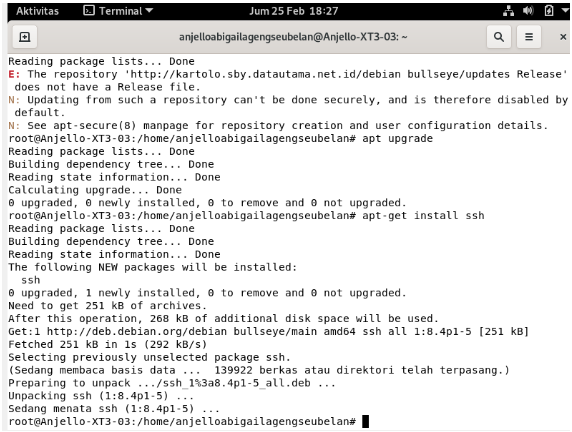 Aktivitas Terminal Jum 25 Feb 18:27
anjelloabigailagengseubelan@Anjello-XT3-03: ~
Reading package lists... Done
E: The repository 'http://kartolo.sby.datautama.net.id/debian bullseye/updates Release'
does not have a Release file.
N: Updating from such a repository can't be done securely, and is therefore disabled by
default.
N: See apt-secure(8) manpage for repository creation and user configuration details.
root@Anjello-XT3-03:/home/anjelloabigailagengseubelan# apt upgrade
Reading package lists... Done
Building dependency tree... Done
Reading state information... Done
Calculating upgrade... Done
0 upgraded, 0 newly installed, 0 to remove and 0 not upgraded.
root@Anjello-XT3-03:/home/anjelloabigailagengseubelan# apt-get install ssh
Reading package lists... Done
Building dependency tree... Done
Reading state information... Done
The following NEW packages will be installed:
ssh
0 upgraded, 1 newly installed, 0 to remove and 0 not upgraded.
Need to get 251 kB of archives.
After this operation, 268 kB of additional disk space will be used.
Get:1 http://deb.debian.org/debian bullseye/main amd64 ssh all 1:8.4p1-5 [251 kB]
Fetched 251 kB in 1s (292 kB/s)
Selecting previously unselected package ssh.
(Sedang membaca basis data ... 139922 berkas atau direktori telah terpasang.)
Preparing to unpack .../ssh_1%3a8.4p1-5_all.deb ...
Unpacking ssh (1:8.4p1-5) ...
Sedang menata ssh (1:8.4p1-5) ...
root@Anjello-XT3-03:/home/anjelloabigailagengseubelan#